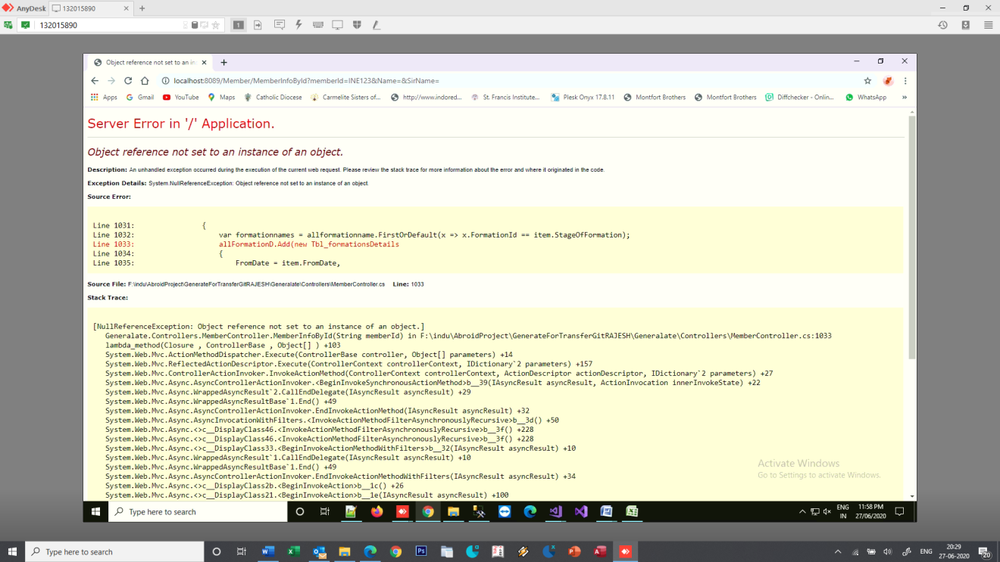 AnyDesk 132015890
132015890 1
Object reference not set to an in
localhost:8089/Member/MemberInfoById?memberId=INE123&Name=&SirName=
Apps Gmail YouTube Maps Catholic Diocese Carmelite Sisters of... http://www.indored... St. Francis Institute... Plesk Onyx 17.8.11 Montfort Brothers Montfort Brothers Diffchecker - Onlin... WhatsApp »
Server Error in '/' Application.
Object reference not set to an instance of an object.
Description: An unhandled exception occurred during the execution of the current web request. Please review the stack trace for more information about the error and where it originated in the code.
Exception Details: System.NullReferenceException: Object reference not set to an instance of an object.
Source Error:
Line 1031: {
Line 1032: var formationnames = allformationname.FirstOrDefault(x => x.FormationId == item.StageOfFormation);
Line 1033: allFormationD.Add(new Tbl_formationsDetails
Line 1034: {
Line 1035: FromDate = item.FromDate,
Source File: F:\indu\AbroidProject\GenerateForTransferGitRAJESH\Generalate\Controllers\MemberController.cs Line: 1033
Stack Trace:
[NullReferenceException: Object reference not set to an instance of an object.]
Generalate.Controllers.MemberController.MemberInfoById(String memberId) in F:\indu\AbroidProject\GenerateForTransferGitRAJESH\Generalate\Controllers\MemberController.cs:1033
lambda_method(Closure , ControllerBase , Object[] ) +103
System.Web.Mvc.ActionMethodDispatcher.Execute(ControllerBase controller, Object[] parameters) +14
System.Web.Mvc.ReflectedActionDescriptor.Execute(ControllerContext controllerContext, IDictionary`2 parameters) +157
System.Web.Mvc.ControllerActionInvoker.InvokeActionMethod(ControllerContext controllerContext, ActionDescriptor actionDescriptor, IDictionary`2 parameters) +27
System.Web.Mvc.Async.AsyncControllerActionInvoker.<BeginInvokeSynchronousActionMethod>b__39(IAsyncResult asyncResult, ActionInvocation innerInvokeState) +22
System.Web.Mvc.Async.WrappedAsyncResult`2.CallEndDelegate(IAsyncResult asyncResult) +29
System.Web.Mvc.Async.WrappedAsyncResultBase`1.End() +49
System.Web.Mvc.Async.AsyncControllerActionInvoker.EndInvokeActionMethod(IAsyncResult asyncResult) +32
System.Web.Mvc.Async.AsyncInvocationWithFilters.<InvokeActionMethodFilterAsynchronouslyRecursive>b__3d() +50
System.Web.Mvc.Async.<>c__DisplayClass46.<InvokeActionMethodFilterAsynchronouslyRecursive>b__3f() +228
System.Web.Mvc.Async.<>c__DisplayClass46.<InvokeActionMethodFilterAsynchronouslyRecursive>b__3f() +228
System.Web.Mvc.Async.<>c__DisplayClass33.<BeginInvokeActionMethodWithFilters>b__32(IAsyncResult asyncResult) +10
System.Web.Mvc.Async.WrappedAsyncResult`1.CallEndDelegate(IAsyncResult asyncResult) +10
System.Web.Mvc.Async.WrappedAsyncResultBase`1.End() +49
System.Web.Mvc.Async.AsyncControllerActionInvoker.EndInvokeActionMethodWithFilters(IAsyncResult asyncResult) +34
System.Web.Mvc.Async.<>c__DisplayClass2b.<BeginInvokeAction>b__1c() +26
System.Web.Mvc.Async.<>c__DisplayClass21.<BeginInvokeAction>b__1e(IAsyncResult asyncResult) +100
Activate Windows
Go to Settings to activate Windows.
Type here to search ENG IN 11:58 PM 27/06/2020
Type here to search ENG 20:29 27-06-2020 20